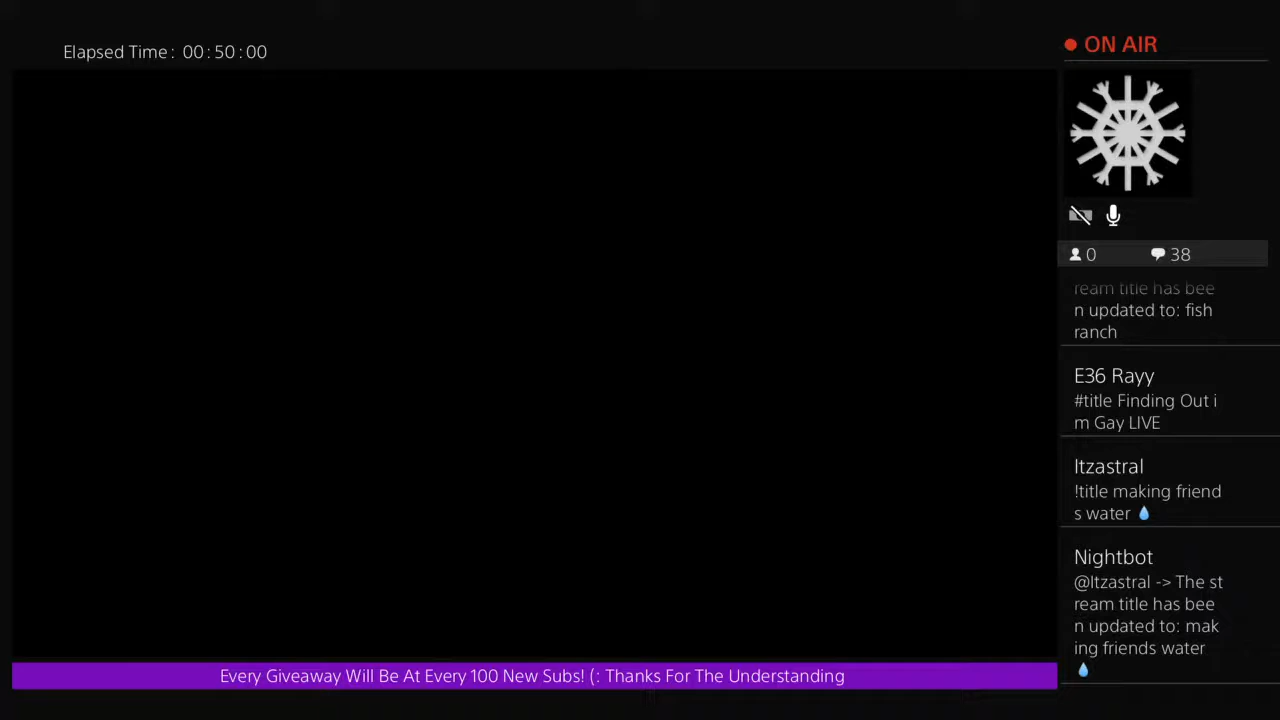 Elapsed Time: 00:50:00
ON AIR
0 38
ream title has bee
n updated to: fish
ranch
E36 Rayy
#title Finding Out i
m Gay LIVE
Itzastral
!title making friend
s water 💧
Nightbot
@Itzastral -> The st
ream title has bee
n updated to: mak
ing friends water
💧
Every Giveaway Will Be At Every 100 New Subs! (: Thanks For The Understanding